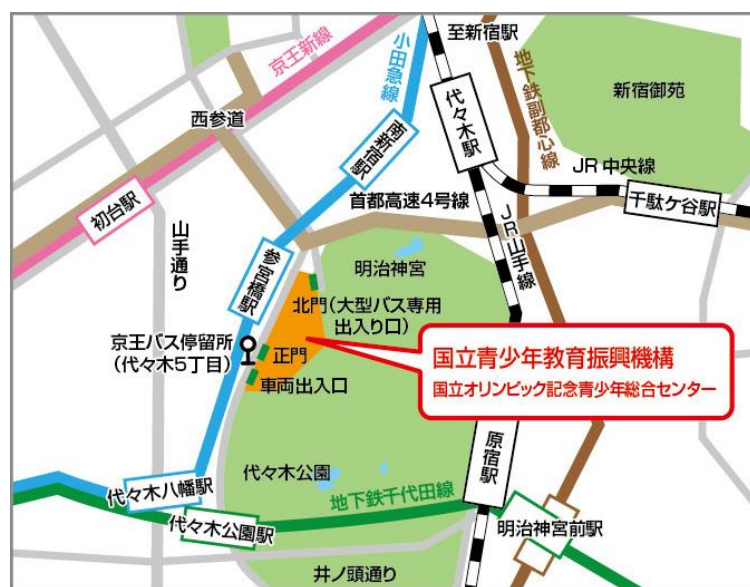 至新宿駅
京王新線
小田急線
地下鉄副都心線
新宿御苑
西参道
南新宿駅
代々木駅
JR中央線
初台駅
首都高速4号線
千駄ケ谷駅
山手通り
参宮橋駅
JR山手線
明治神宮
北門(大型バス専用
出入り口)
京王バス停留所
(代々木5丁目)
正門
車両出入口
国立青少年教育振興機構
国立オリンピック記念青少年総合センター
原宿駅
代々木公園
代々木八幡駅
地下鉄千代田線
代々木公園駅
明治神宮前駅
井ノ頭通り